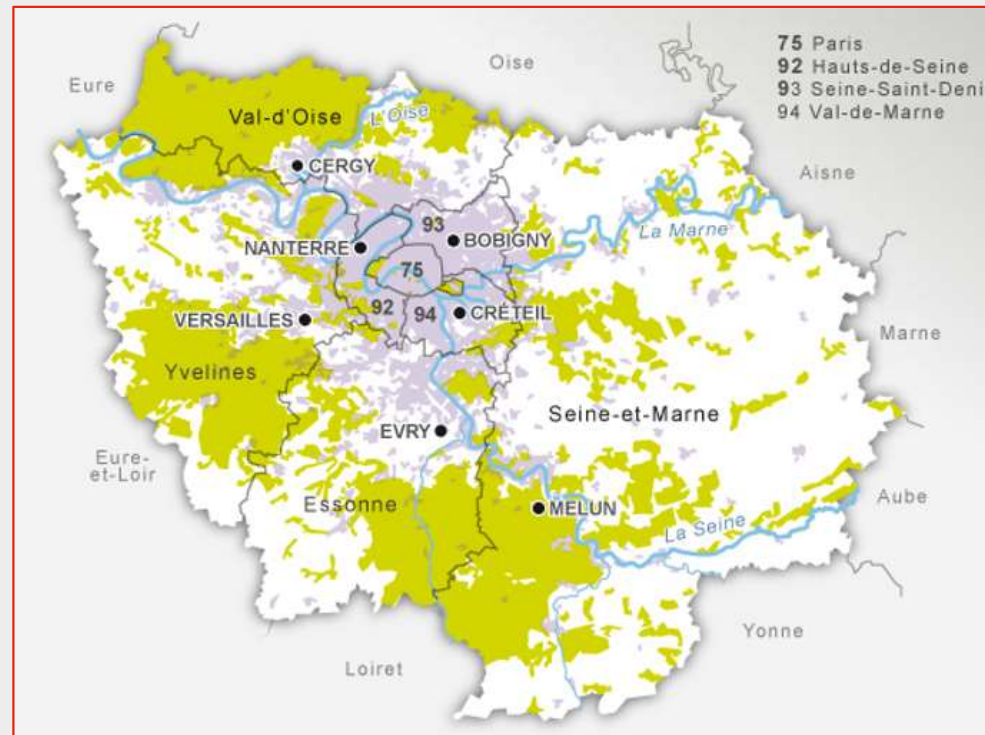 75 Paris
92 Hauts-de-Seine
93 Seine-Saint-Deni
94 Val-de-Marne
Oise
Eure
Val-d'Oise
L'Oise
CERGY
Aisne
93
La Marne
NANTERRE
BOBIGNY
75
92
94
CRÉTEIL
VERSAILLES
Marne
Yvelines
Seine-et-Marne
EVRY
Eure-
et-Loir
Essonne
Aube
MELUN
La Seine
Yonne
Loiret